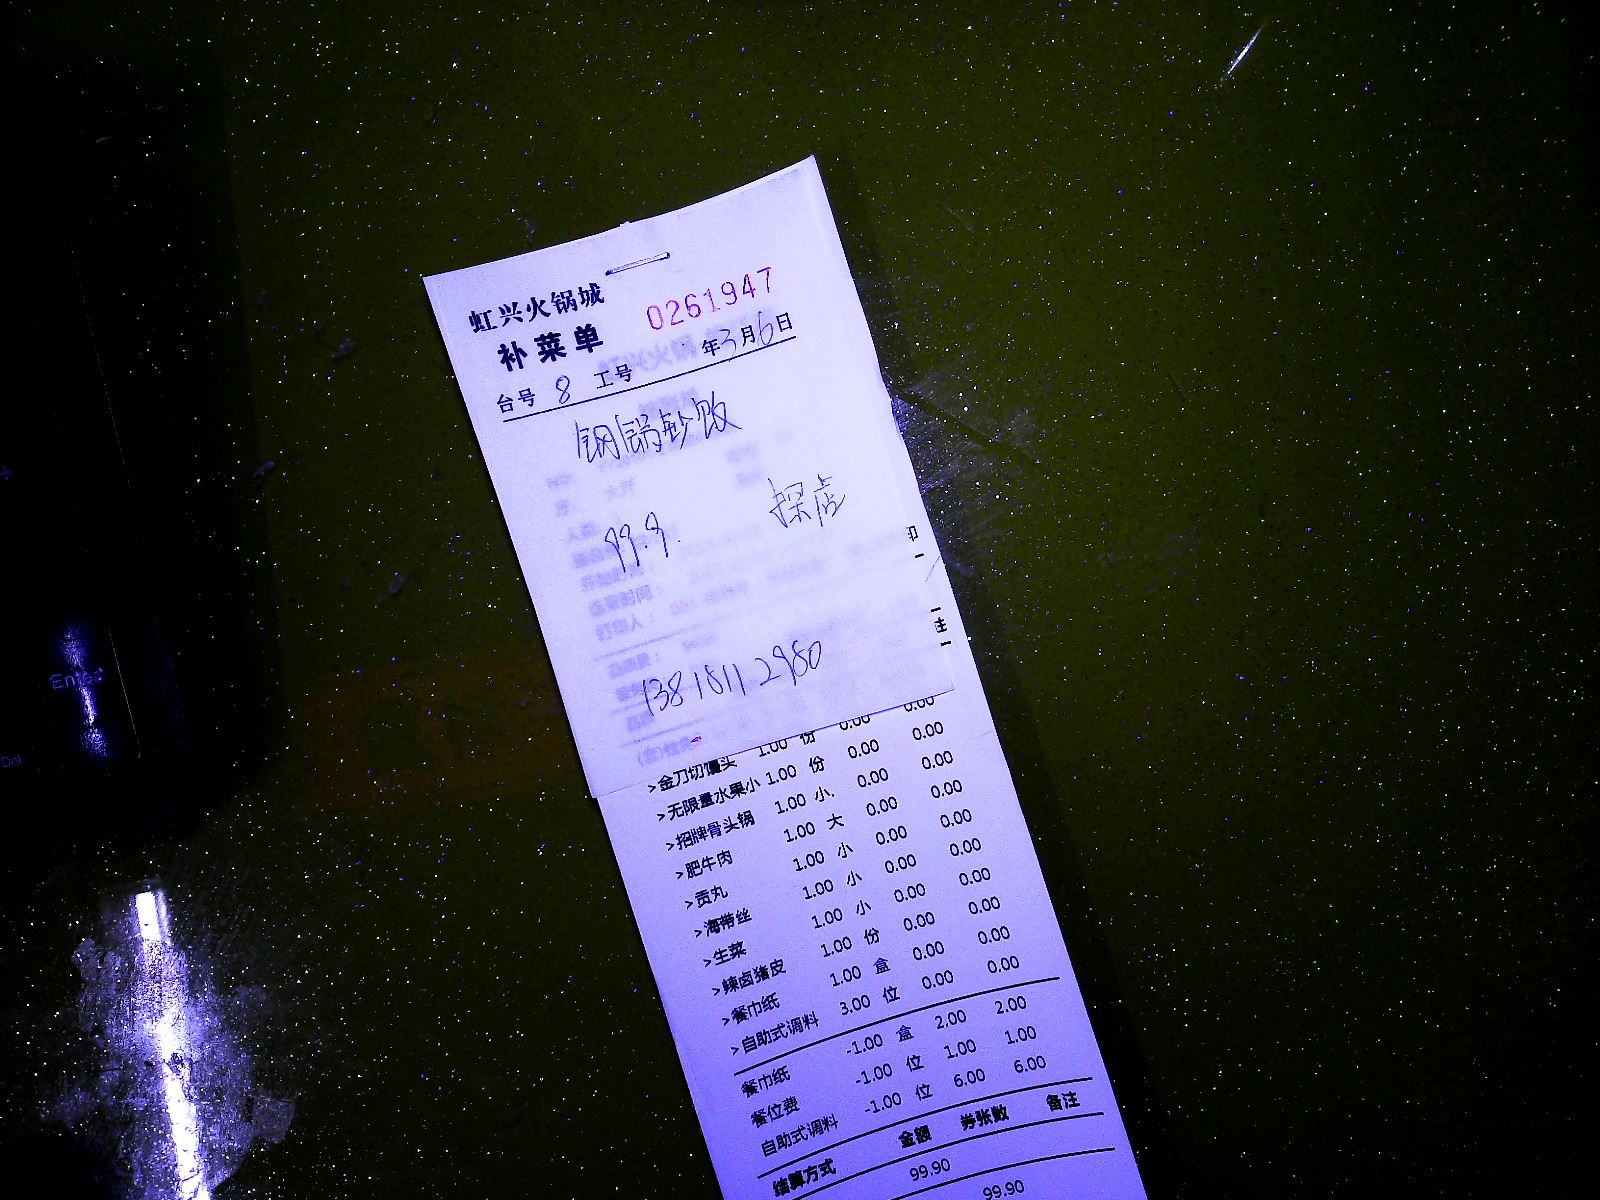 虹兴火锅城
0261947
补菜单
年3月6日
台号 8 工号
钢锅炒饭
99.9.
探店
13818112980
印
注
1.00 份 0.00 0.00
>金刀切馒头 1.00 份 0.00 0.00
>无限量水果小 1.00 小. 0.00 0.00
>招牌骨头锅 1.00 大 0.00 0.00
>肥牛肉 1.00 小 0.00 0.00
>贡丸 1.00 小 0.00 0.00
>海带丝 1.00 小 0.00 0.00
>生菜 1.00 份 0.00 0.00
>辣卤猪皮 1.00 盒 0.00 0.00
>餐巾纸 3.00 位 0.00 0.00
>自助式调料
餐巾纸 -1.00 盒 2.00 2.00
餐位费 -1.00 位 1.00 1.00
自助式调料 -1.00 位 6.00 6.00
结算方式 金额 券张数 备注
99.90
99.90
Enter
Del
+